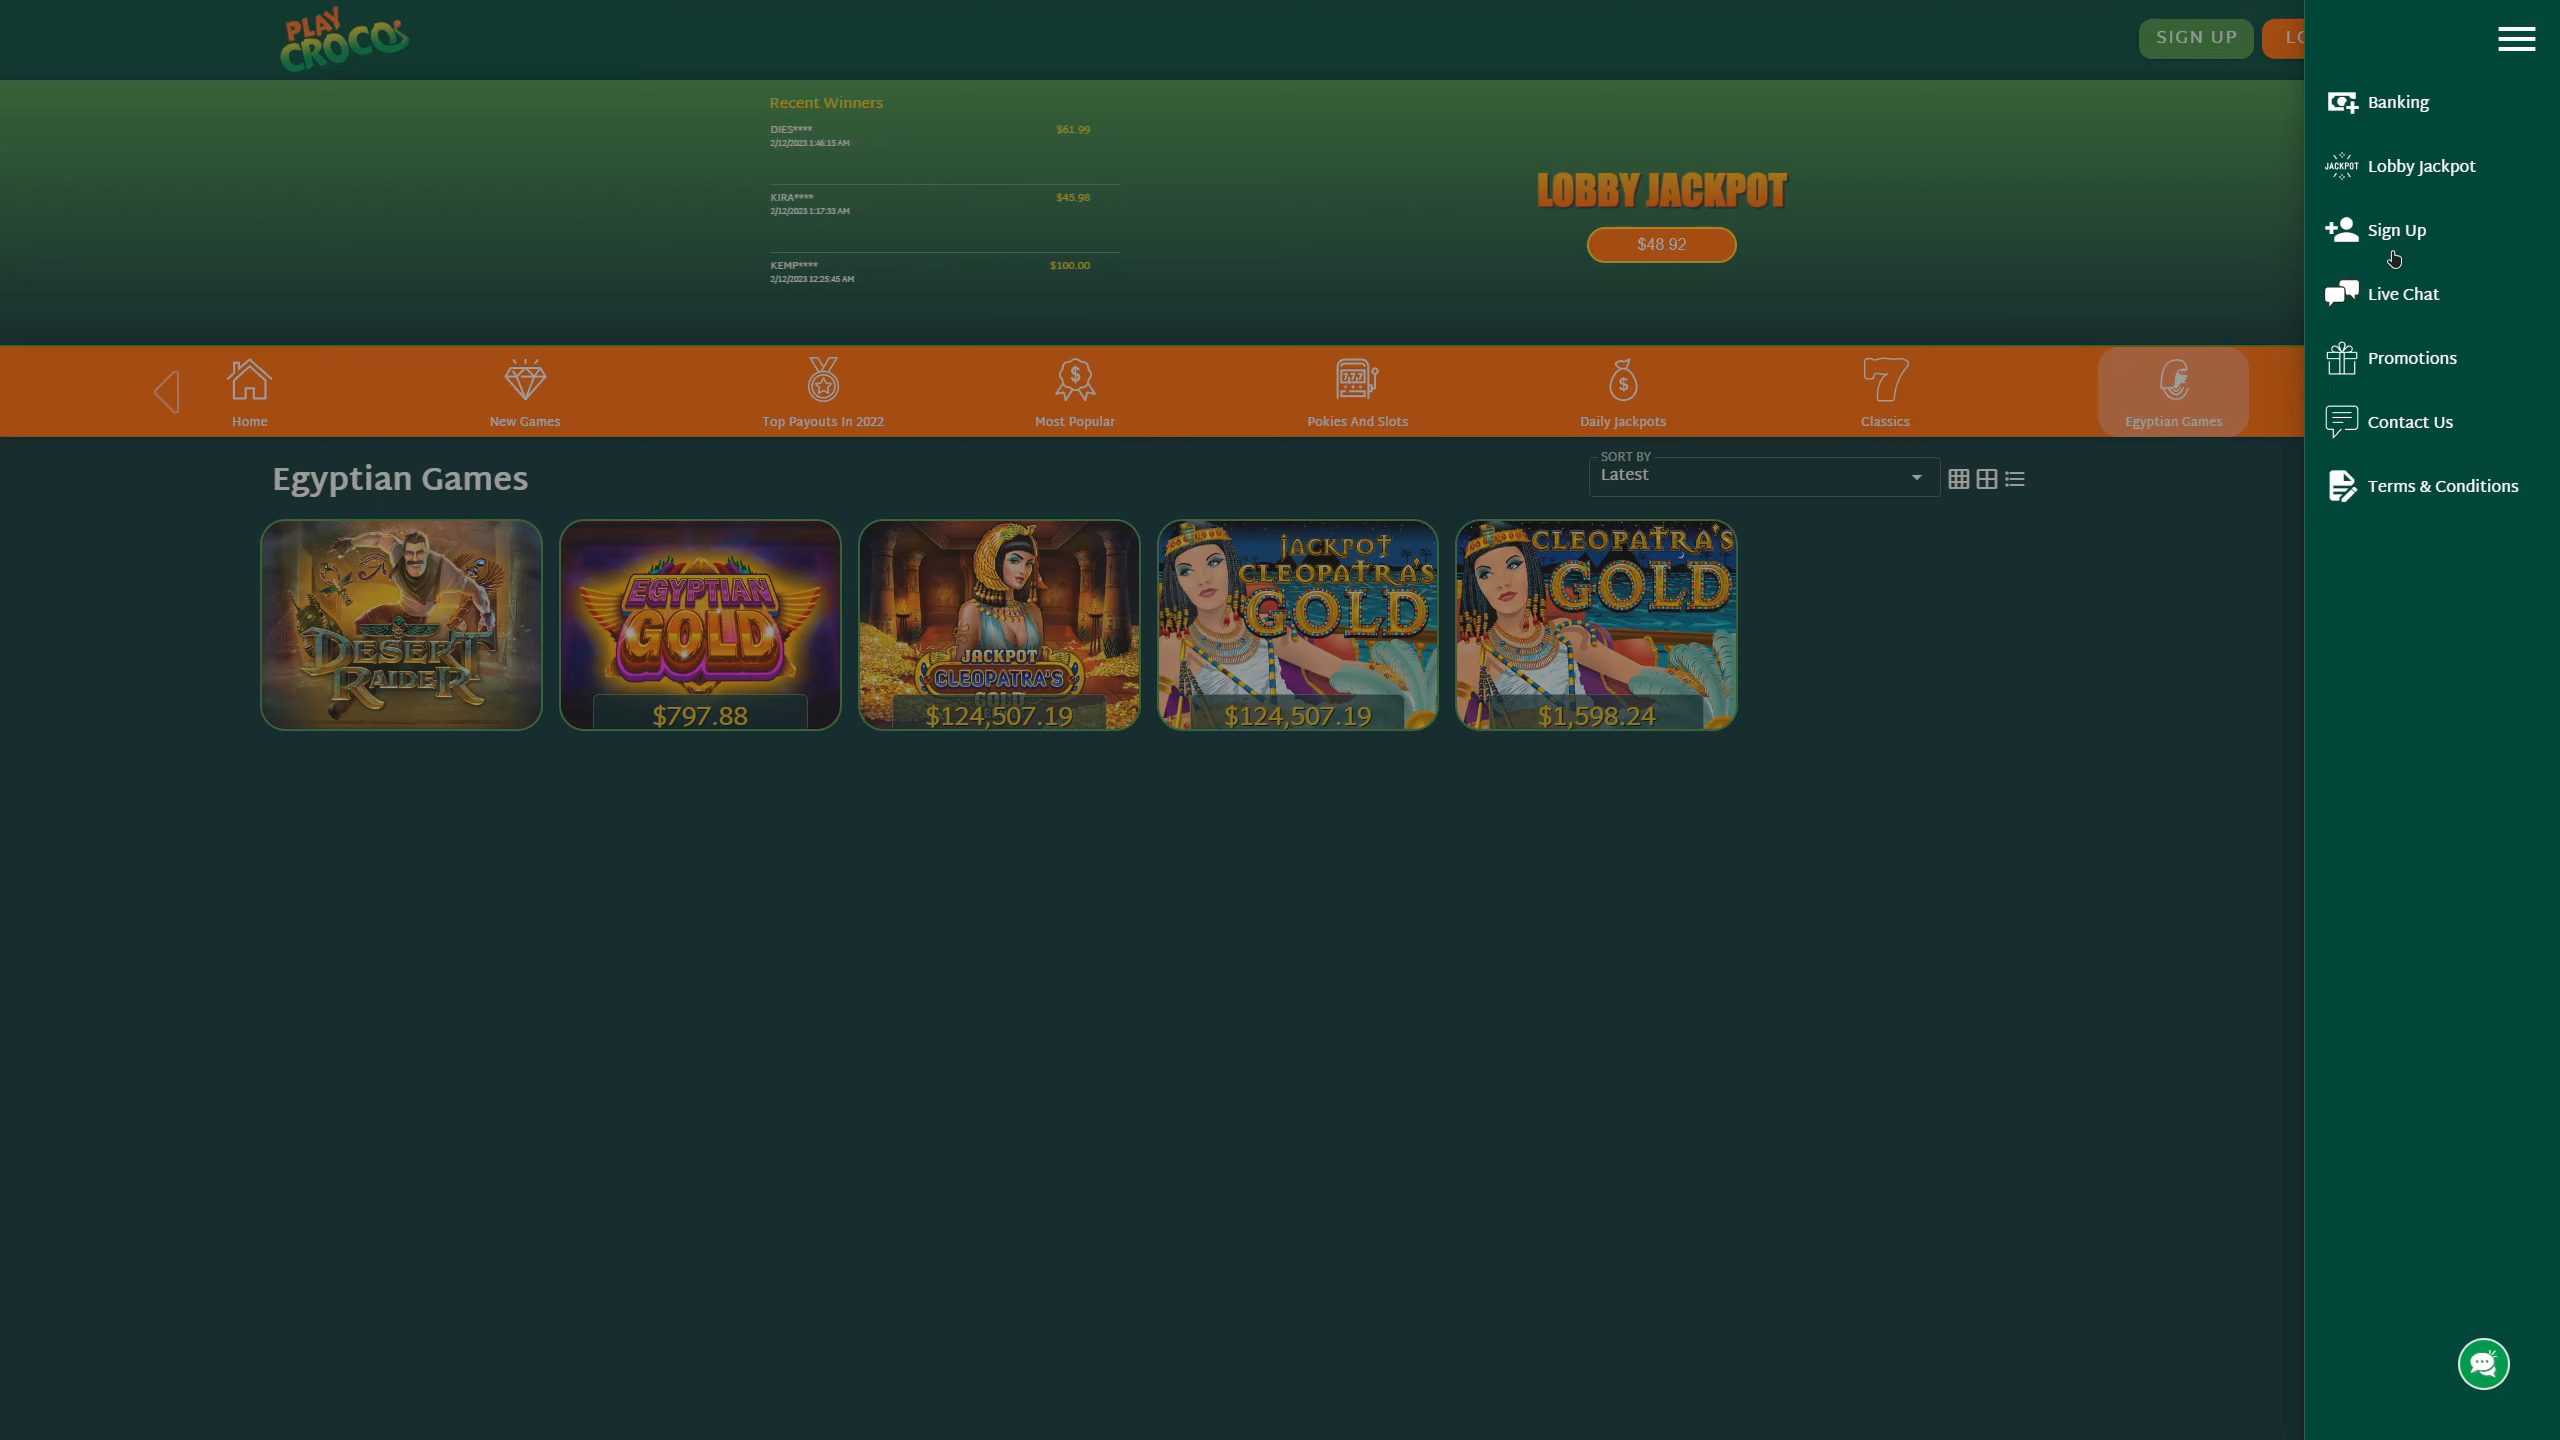 PLAY
CROCO
SIGN UP
LO
Recent Winners
DIES****
$61.99
2/12/2023 1:46:15 AM
KIRA****
$45.98
2/12/2023 1:17:33 AM
KEMP****
$100.00
2/12/2023 12:25:45 AM
LOBBY JACKPOT
$48.92
Home
New Games
Top Payouts In 2022
Most Popular
Pokies And Slots
Daily Jackpots
Classics
Egyptian Games
Egyptian Games
SORT BY
Latest
DESERT
RAIDER
EGYPTIAN
GOLD
$797.88
JACKPOT
CLEOPATRA'S
GOLD
$124,507.19
JACKPOT
CLEOPATRA'S
GOLD
$124,507.19
CLEOPATRA'S
GOLD
$1,598.24
Banking
JACKPOT
Lobby Jackpot
Sign Up
Live Chat
Promotions
Contact Us
Terms & Conditions